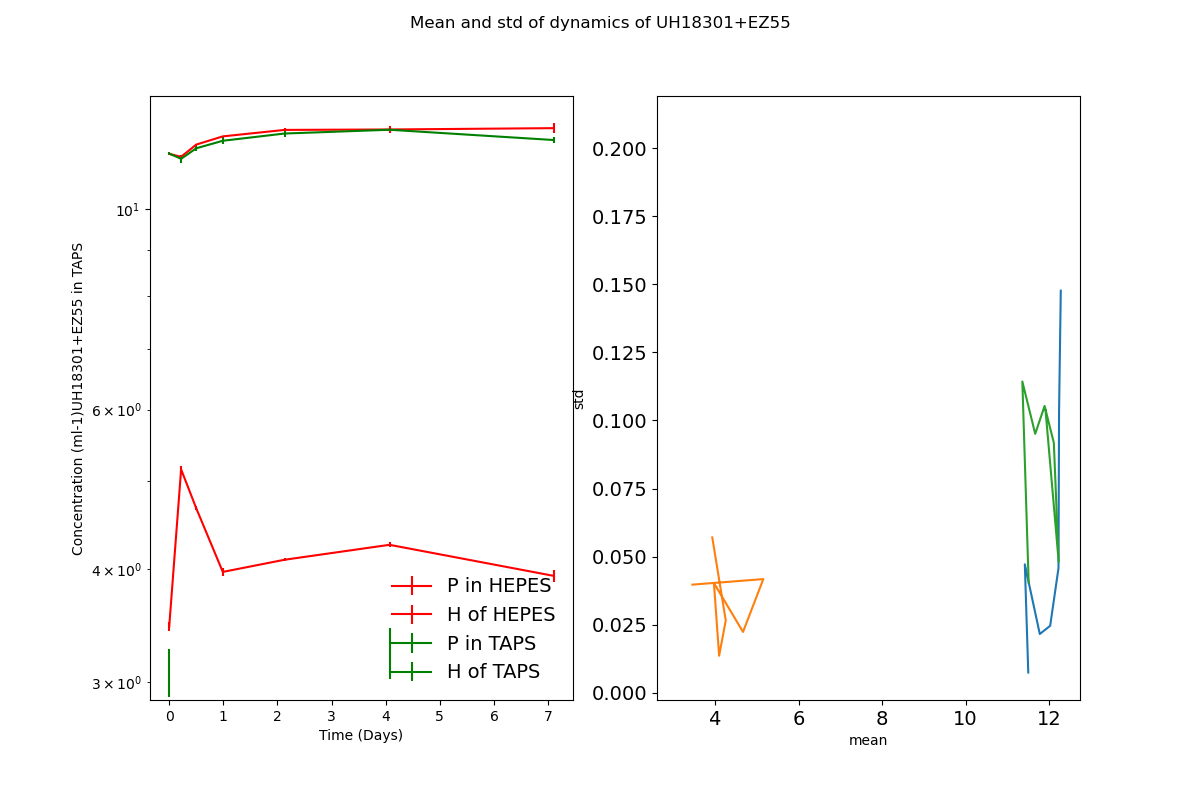 Mean and std of dynamics of UH18301+EZ55
Concentration (ml-1)UH18301+EZ55 in TAPS
10¹
6 × 10⁰
4 × 10⁰
3 × 10⁰
P in HEPES
H of HEPES
P in TAPS
H of TAPS
0 1 2 3 4 5 6 7
Time (Days)
std
0.200
0.175
0.150
0.125
0.100
0.075
0.050
0.025
0.000
4 6 8 10 12
mean